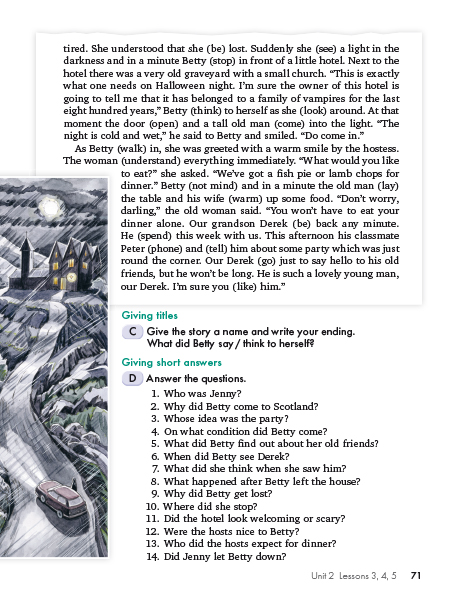 tired. She understood that she (be) lost. Suddenly she (see) a light in the
darkness and in a minute Betty (stop) in front of a little hotel. Next to the
hotel there was a very old graveyard with a small church. “This is exactly
what one needs on Halloween night. I’m sure the owner of this hotel is
going to tell me that it has belonged to a family of vampires for the last
eight hundred years,” Betty (think) to herself as she (look) around. At that
moment the door (open) and a tall old man (come) into the light. “The
night is cold and wet,” he said to Betty and smiled. “Do come in.”
As Betty (walk) in, she was greeted with a warm smile by the hostess.
The woman (understand) everything immediately. “What would you like
to eat?” she asked. “We’ve got a fish pie or lamb chops for
dinner.” Betty (not mind) and in a minute the old man (lay)
the table and his wife (warm) up some food. “Don’t worry,
darling,” the old woman said. “You won’t have to eat your
dinner alone. Our grandson Derek (be) back any minute.
He (spend) this week with us. This afternoon his classmate
Peter (phone) and (tell) him about some party which was just
round the corner. Our Derek (go) just to say hello to his old
friends, but he won’t be long. He is such a lovely young man,
our Derek. I’m sure you (like) him.”
Giving titles
C Give the story a name and write your ending.
What did Betty say / think to herself?
Giving short answers
D Answer the questions.
1. Who was Jenny?
2. Why did Betty come to Scotland?
3. Whose idea was the party?
4. On what condition did Betty come?
5. What did Betty find out about her old friends?
6. When did Betty see Derek?
7. What did she think when she saw him?
8. What happened after Betty left the house?
9. Why did Betty get lost?
10. Where did she stop?
11. Did the hotel look welcoming or scary?
12. Were the hosts nice to Betty?
13. Who did the hosts expect for dinner?
14. Did Jenny let Betty down?
Unit 2 Lessons 3, 4, 5 71